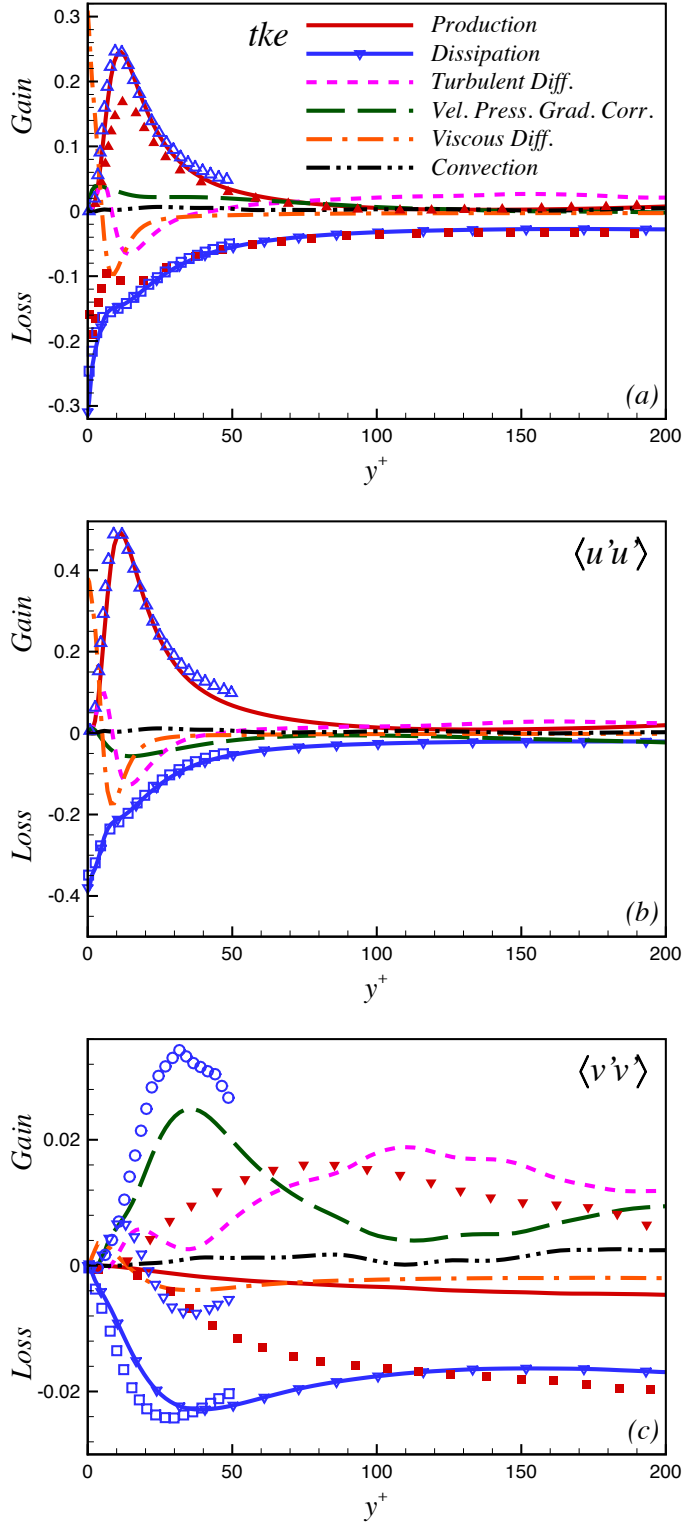 tke
Production
Dissipation
Turbulent Diff.
Vel. Press. Grad. Corr.
Viscous Diff.
Convection
Gain
Loss
0.3
0.2
0.1
0
-0.1
-0.2
-0.3
(a)
0 50 100 150 200
y+
⟨u’u’⟩
Gain
Loss
0.4
0.2
0
-0.2
-0.4
(b)
0 50 100 150 200
y+
⟨v’v’⟩
Gain
Loss
0.02
0
-0.02
(c)
0 50 100 150 200
y+